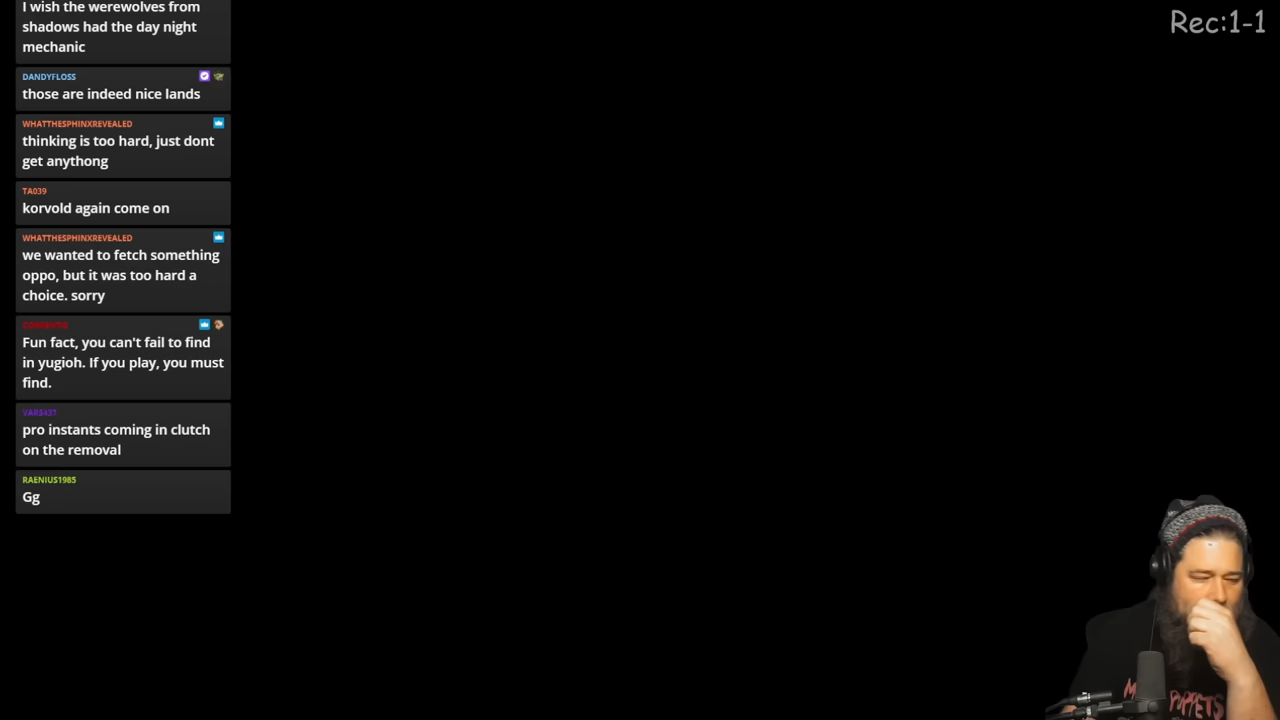 I wish the werewolves from
shadows had the day night
mechanic
Rec:1-1
DANDYFLOSS
those are indeed nice lands
WHATTHESPHINXREVEALED
thinking is too hard, just dont
get anythong
TA039
korvold again come on
WHATTHESPHINXREVEALED
we wanted to fetch something
oppo, but it was too hard a
choice. sorry
Fun fact, you can't fail to find
in yugioh. If you play, you must
find.
VARS437
pro instants coming in clutch
on the removal
RAENIUS1985
Gg
PUPPETS